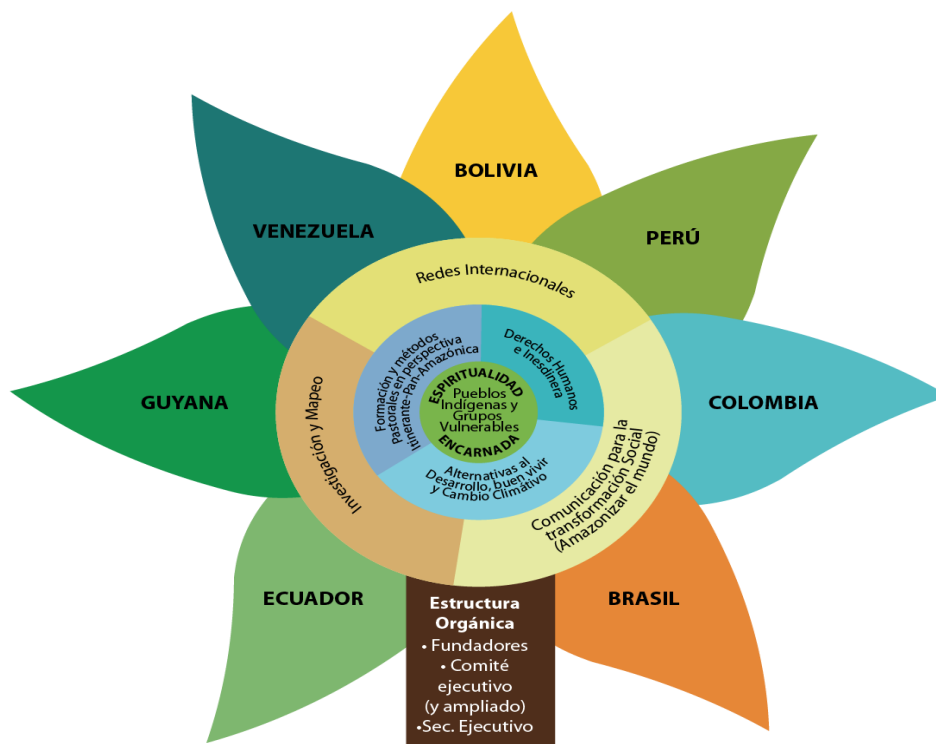 BOLIVIA
VENEZUELA
PERÚ
Redes Internacionales
Formación y métodos
Pastorales en perspectiva
Itinerante-Pan-Amazónica
Derechos Humanos
e Inesdinera
ESPIRITUALIDAD
Pueblos
Indígenas y
Grupos
Vulnerables
ENCARNADA
GUYANA
COLOMBIA
Investigación y Mapeo
Alternativas al
Desarrollo, buen vivir
y Cambio Climátivo
Comunicación para la
transformación Social
(Amazonizar el mundo)
ECUADOR
BRASIL
Estructura
Orgánica
• Fundadores
• Comité
ejecutivo
(y ampliado)
•Sec. Ejecutivo